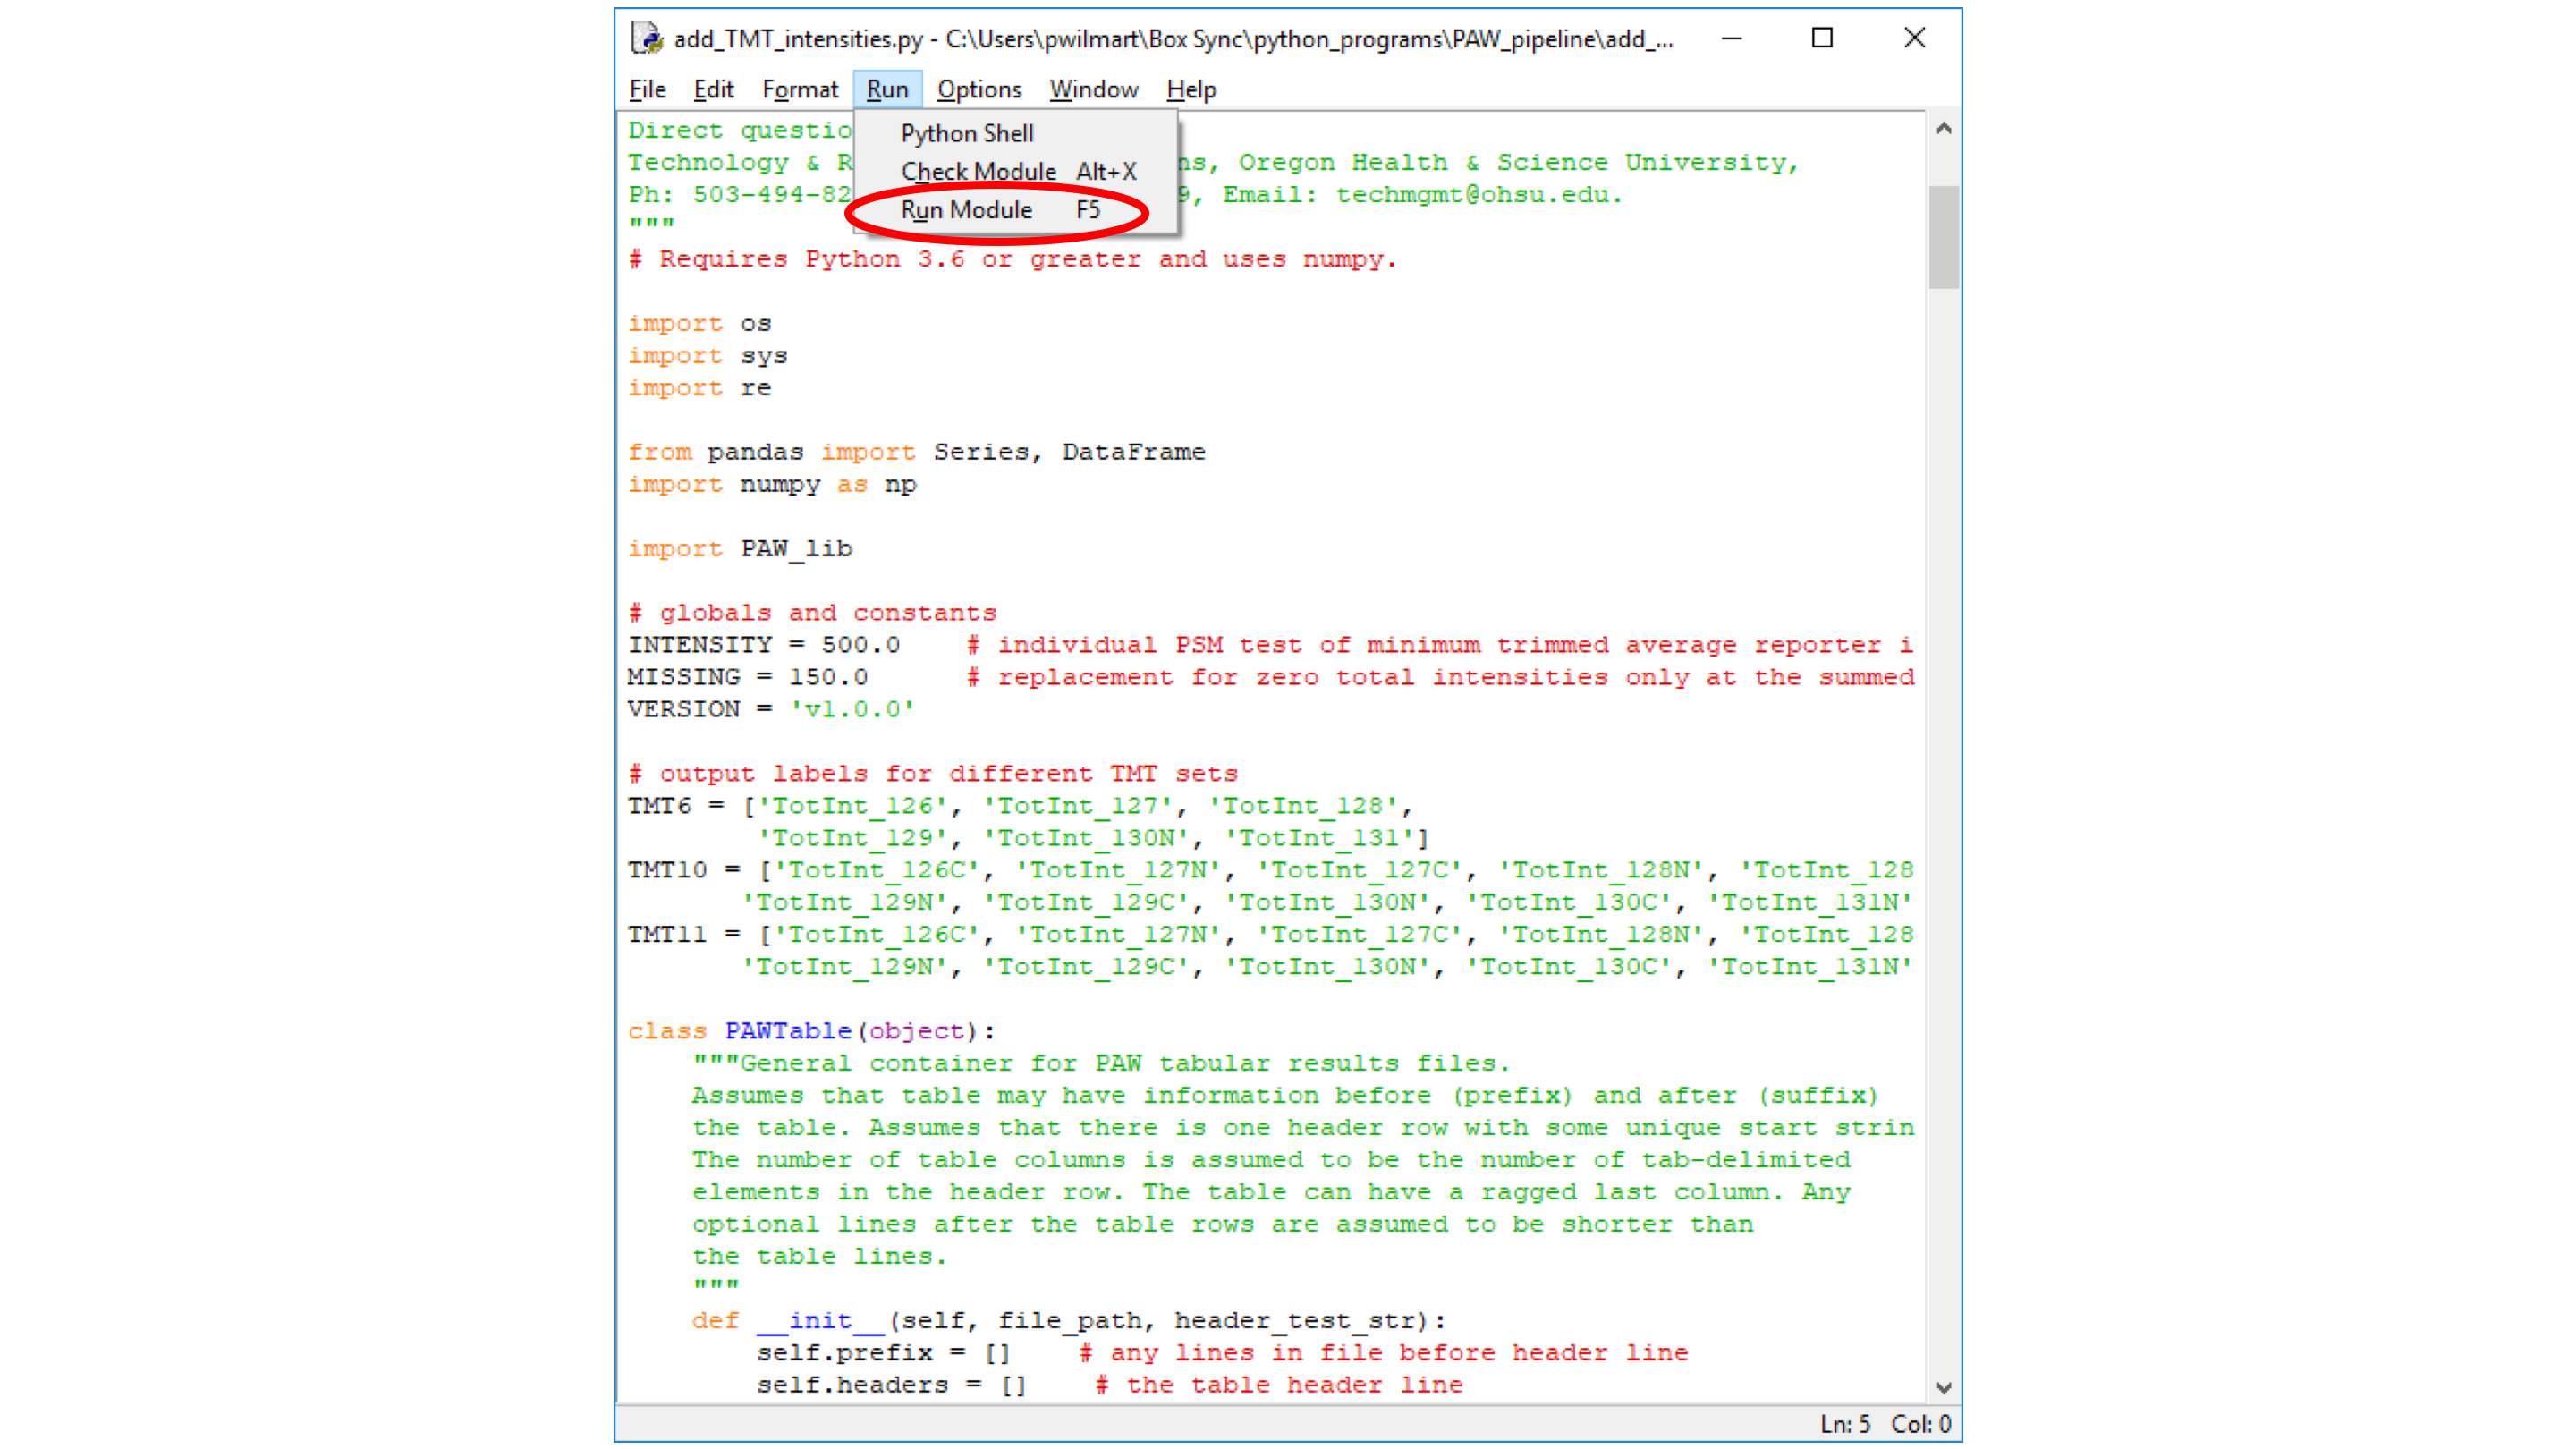 add_TMT_intensities.py - C:\Users\pwilmart\Box Sync\python_programs\PAW_pipeline\add_...
File Edit Format Run Options Window Help
Python Shell
Check Module Alt+X
Run Module F5
Direct questio
Technology & R ns, Oregon Health & Science University,
Ph: 503-494-82 9, Email: techmgmt@ohsu.edu.
"""
# Requires Python 3.6 or greater and uses numpy.
import os
import sys
import re
from pandas import Series, DataFrame
import numpy as np
import PAW_lib
# globals and constants
INTENSITY = 500.0    # individual PSM test of minimum trimmed average reporter i
MISSING = 150.0      # replacement for zero total intensities only at the summed
VERSION = 'v1.0.0'
# output labels for different TMT sets
TMT6 = ['TotInt_126', 'TotInt_127', 'TotInt_128',
        'TotInt_129', 'TotInt_130N', 'TotInt_131']
TMT10 = ['TotInt_126C', 'TotInt_127N', 'TotInt_127C', 'TotInt_128N', 'TotInt_128
       'TotInt_129N', 'TotInt_129C', 'TotInt_130N', 'TotInt_130C', 'TotInt_131N'
TMT11 = ['TotInt_126C', 'TotInt_127N', 'TotInt_127C', 'TotInt_128N', 'TotInt_128
       'TotInt_129N', 'TotInt_129C', 'TotInt_130N', 'TotInt_130C', 'TotInt_131N'
class PAWTable(object):
    """General container for PAW tabular results files.
    Assumes that table may have information before (prefix) and after (suffix)
    the table. Assumes that there is one header row with some unique start strin
    The number of table columns is assumed to be the number of tab-delimited
    elements in the header row. The table can have a ragged last column. Any
    optional lines after the table rows are assumed to be shorter than
    the table lines.
    """
    def __init__(self, file_path, header_test_str):
        self.prefix = []    # any lines in file before header line
        self.headers = []    # the table header line
Ln: 5 Col: 0